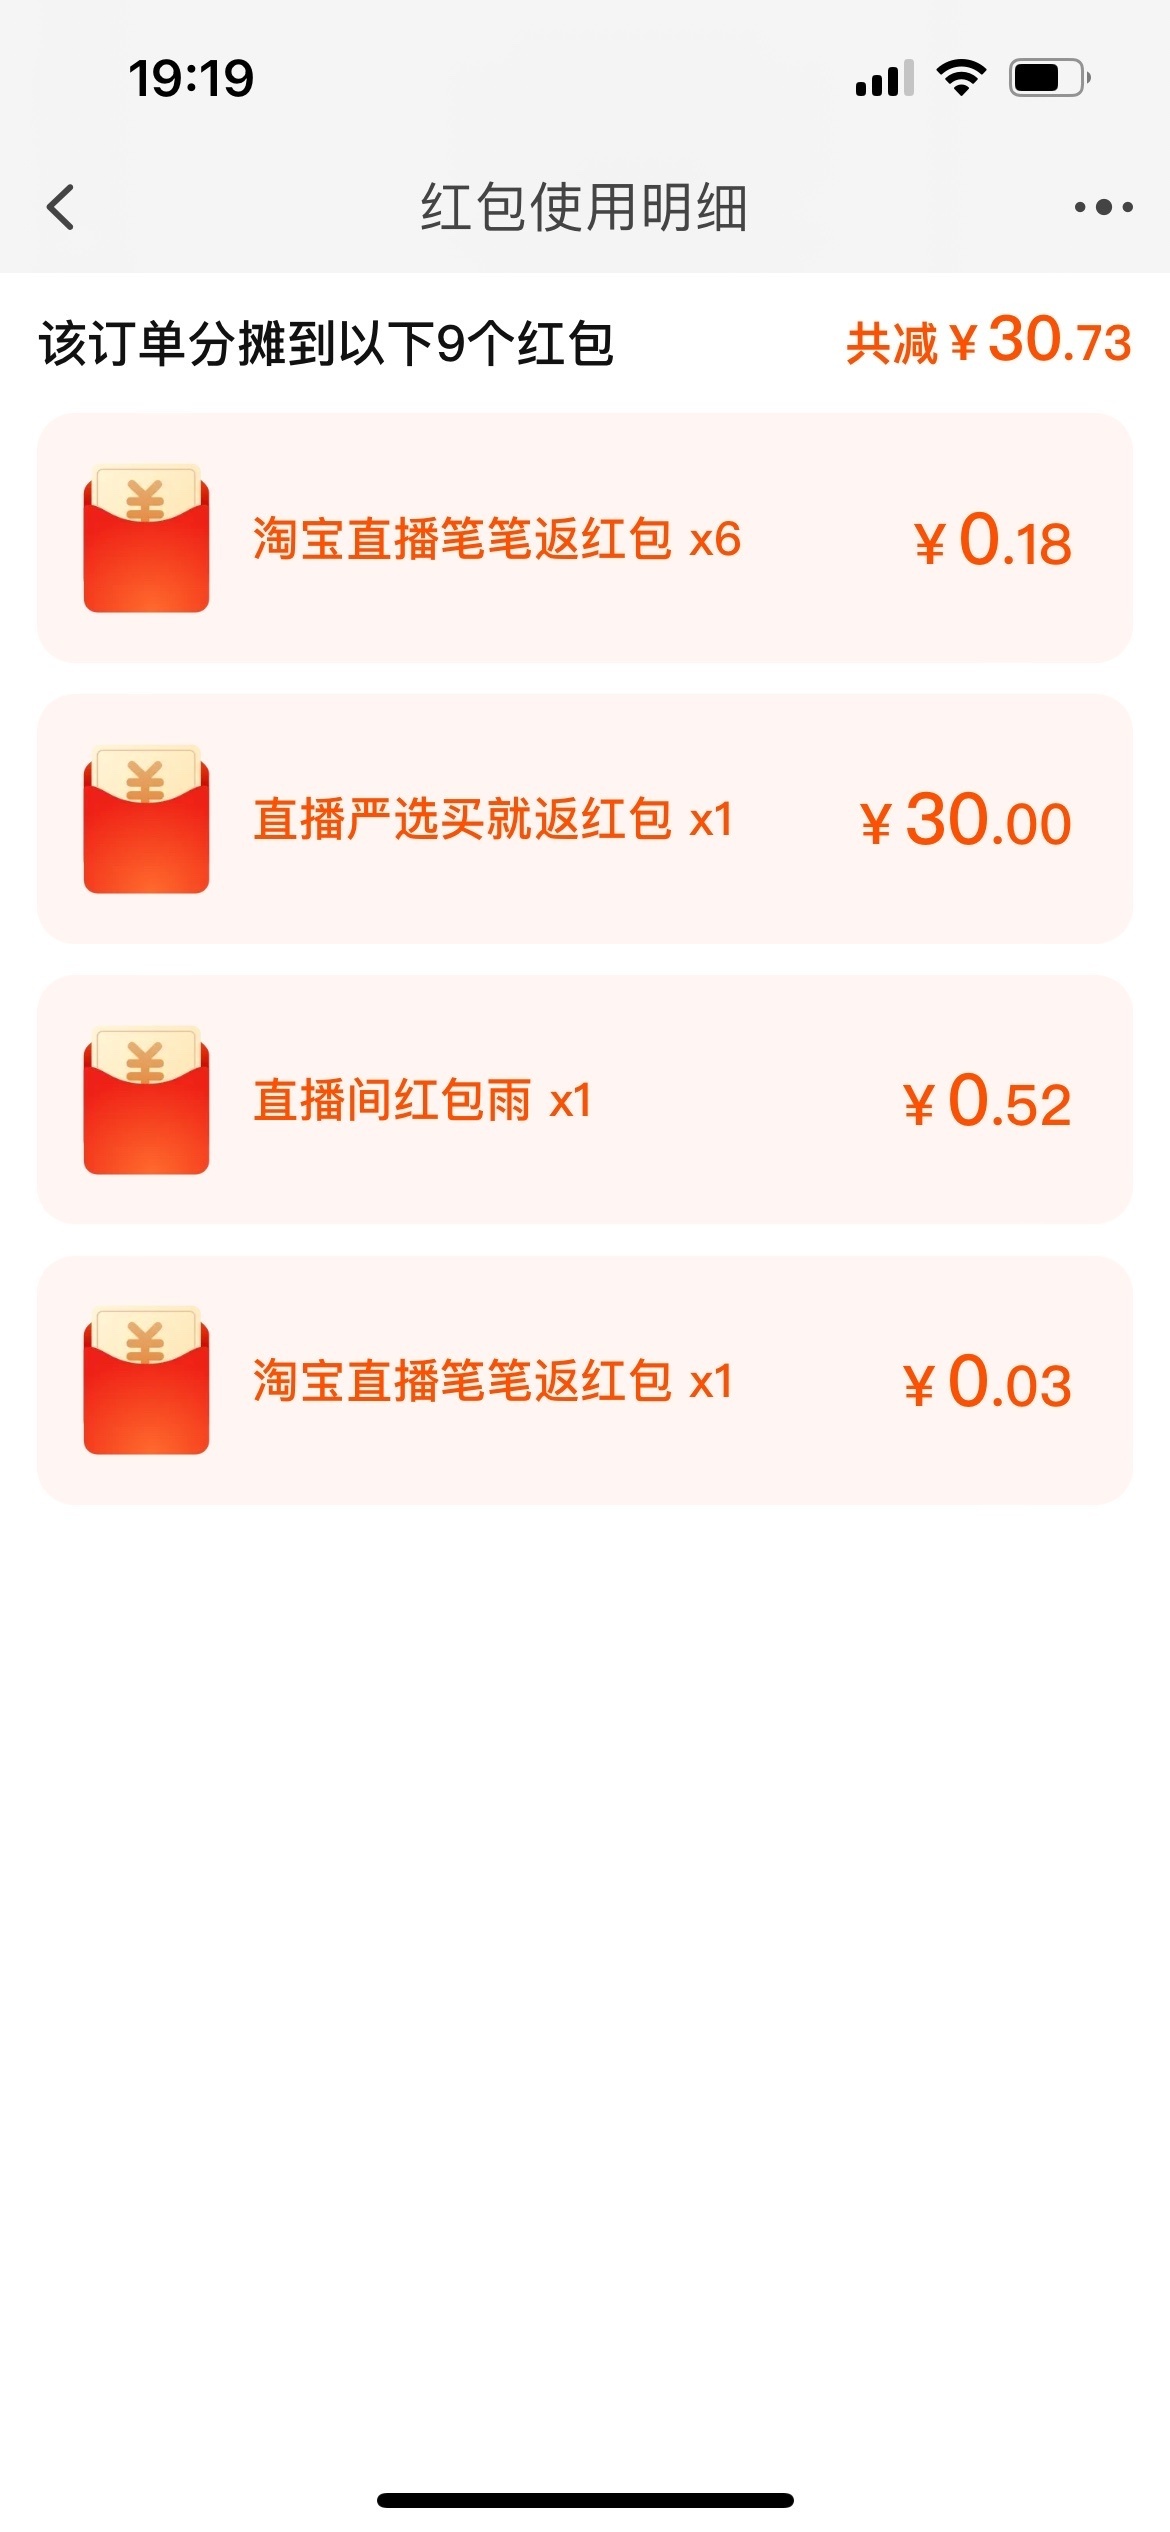 19:19
红包使用明细
该订单分摊到以下9个红包 共减¥30.73
淘宝直播笔笔返红包 x6 ¥0.18
直播严选买就返红包 x1 ¥30.00
直播间红包雨 x1 ¥0.52
淘宝直播笔笔返红包 x1 ¥0.03